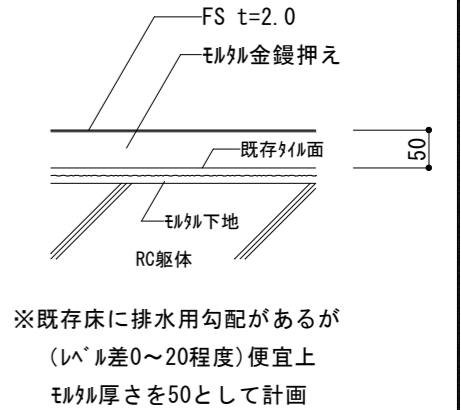 FS t=2.0
ﾓﾙﾀﾙ金鏝押え
既存ﾀｲﾙ面
50
ﾓﾙﾀﾙ下地
RC躯体
※既存床に排水用勾配があるが
(ﾚﾍﾞﾙ差0～20程度)便宜上
ﾓﾙﾀﾙ厚さを50として計画